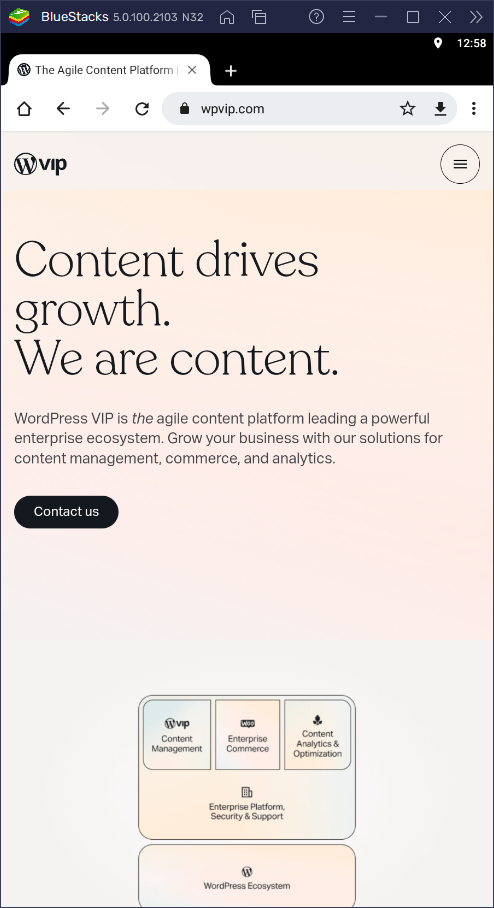 BlueStacks 5.0.100.2103 N32
12:58
The Agile Content Platform |
wpvip.com
vip
Content drives
growth.
We are content.
WordPress VIP is the agile content platform leading a powerful
enterprise ecosystem. Grow your business with our solutions for
content management, commerce, and analytics.
Contact us
vip
Content
Management
WOO
Enterprise
Commerce
Content
Analytics &
Optimization
Enterprise Platform,
Security & Support
WordPress Ecosystem